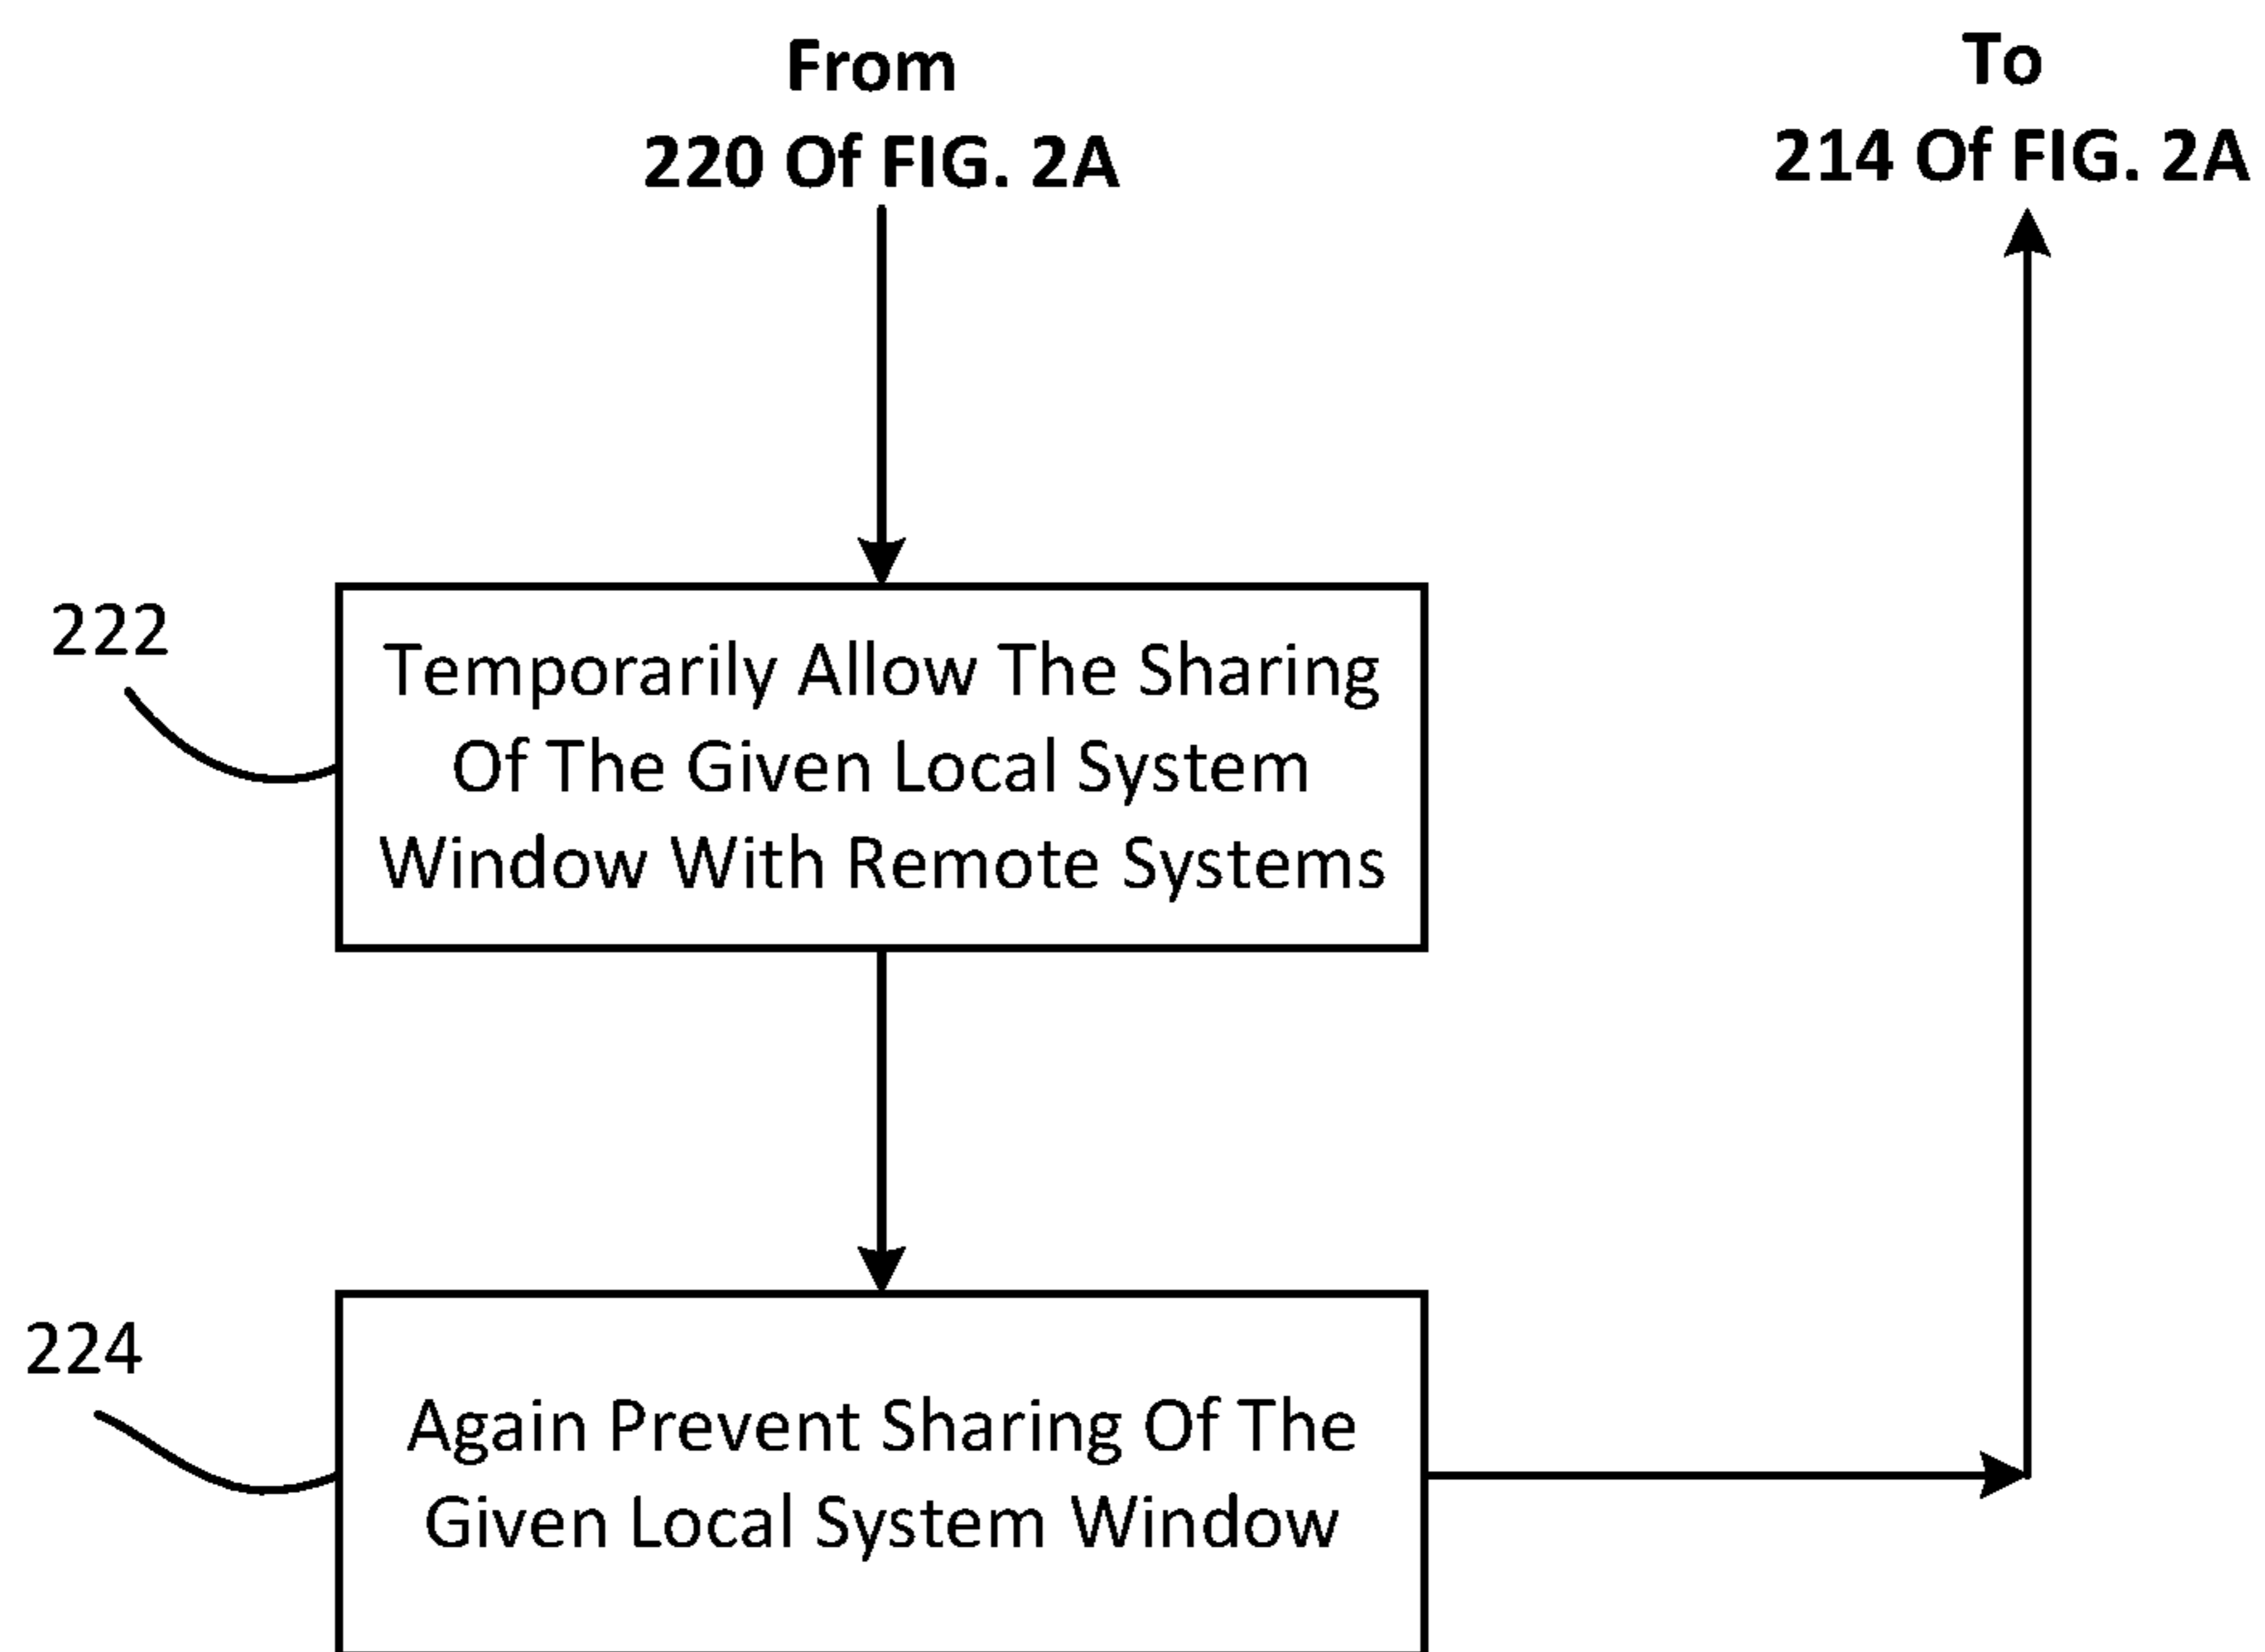 From
220 Of FIG. 2A
To
214 Of FIG. 2A
222
Temporarily Allow The Sharing
Of The Given Local System
Window With Remote Systems
224
Again Prevent Sharing Of The
Given Local System Window